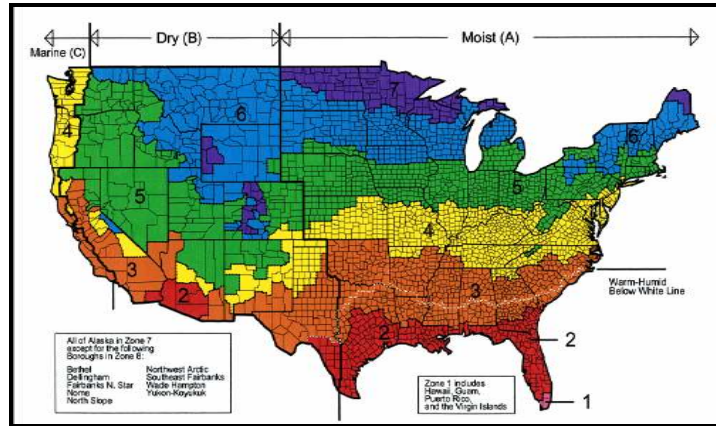 Marine (C)
Dry (B)
Moist (A)
7
6
6
4
5
5
4
3
3
2
2
Warm-Humid
Below White Line
2
1
All of Alaska in Zone 7
except for the following
Boroughs in Zone 8:
Bethel
Dellingham
Fairbanks N. Star
Nome
North Slope
Northwest Arctic
Southeast Fairbanks
Wade Hampton
Yukon-Koyukuk
Zone 1 includes
Hawaii, Guam,
Puerto Rico,
and the Virgin Islands